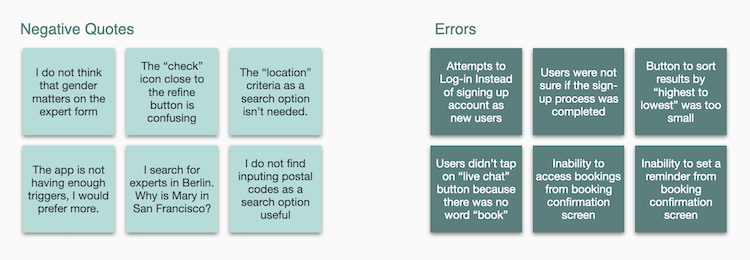 Negative Quotes
I do not think
that gender
matters on the
expert form
The “check”
icon close to
the refine
button is
confusing
The “location”
criteria as a
search option
isn’t needed.
The app is not
having enough
triggers, I would
prefer more.
I search for
experts in Berlin.
Why is Mary in
San Francisco?
I do not find
inputing postal
codes as a
search option
useful
Errors
Attempts to
Log-in Instead
of signing up
account as
new users
Users were not
sure if the sign-
up process was
completed
Button to sort
results by
“highest to
lowest” was too
small
Users didn’t tap
on “live chat”
button because
there was no
word “book”
Inability to
access bookings
from booking
confirmation
screen
Inability to set a
reminder from
booking
confirmation
screen